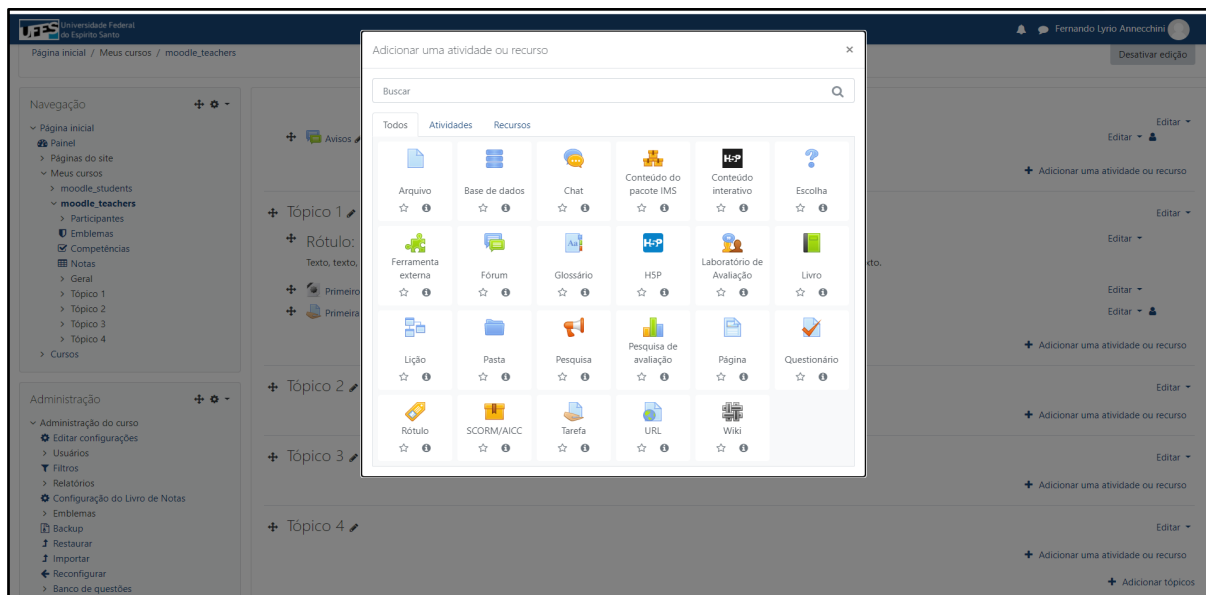 Universidade Federal
do Espírito Santo
UFES
Fernando Lyrio Annecchini
Página inicial / Meus cursos / moodle_teachers
Desativar edição
Navegação
Página inicial
Painel
Páginas do site
Meus cursos
moodle_students
moodle_teachers
Participantes
Emblemas
Competências
Notas
Geral
Tópico 1
Tópico 2
Tópico 3
Tópico 4
Cursos
Administração
Administração do curso
Editar configurações
Usuários
Filtros
Relatórios
Configuração do Livro de Notas
Emblemas
Backup
Restaurar
Importar
Reconfigurar
Banco de questões
Adicionar uma atividade ou recurso ×
Buscar
Todos Atividades Recursos
Arquivo
Base de dados
Chat
Conteúdo do
pacote IMS
H5P
Conteúdo
interativo
Escolha
Ferramenta
externa
Fórum
Aa
Glossário
H5P
H5P
Laboratório de
Avaliação
Livro
Lição
Pasta
Pesquisa
Pesquisa de
avaliação
Página
Questionário
Rótulo
SCORM/AICC
Tarefa
URL
Wiki
Editar
Avisos
Editar
Adicionar uma atividade ou recurso
Tópico 1
Editar
Rótulo:
Editar
Texto, texto,
xto.
Primeiro
Editar
Primeira
Editar
Adicionar uma atividade ou recurso
Tópico 2
Editar
Adicionar uma atividade ou recurso
Tópico 3
Editar
Adicionar uma atividade ou recurso
Tópico 4
Editar
Adicionar uma atividade ou recurso
Adicionar tópicos